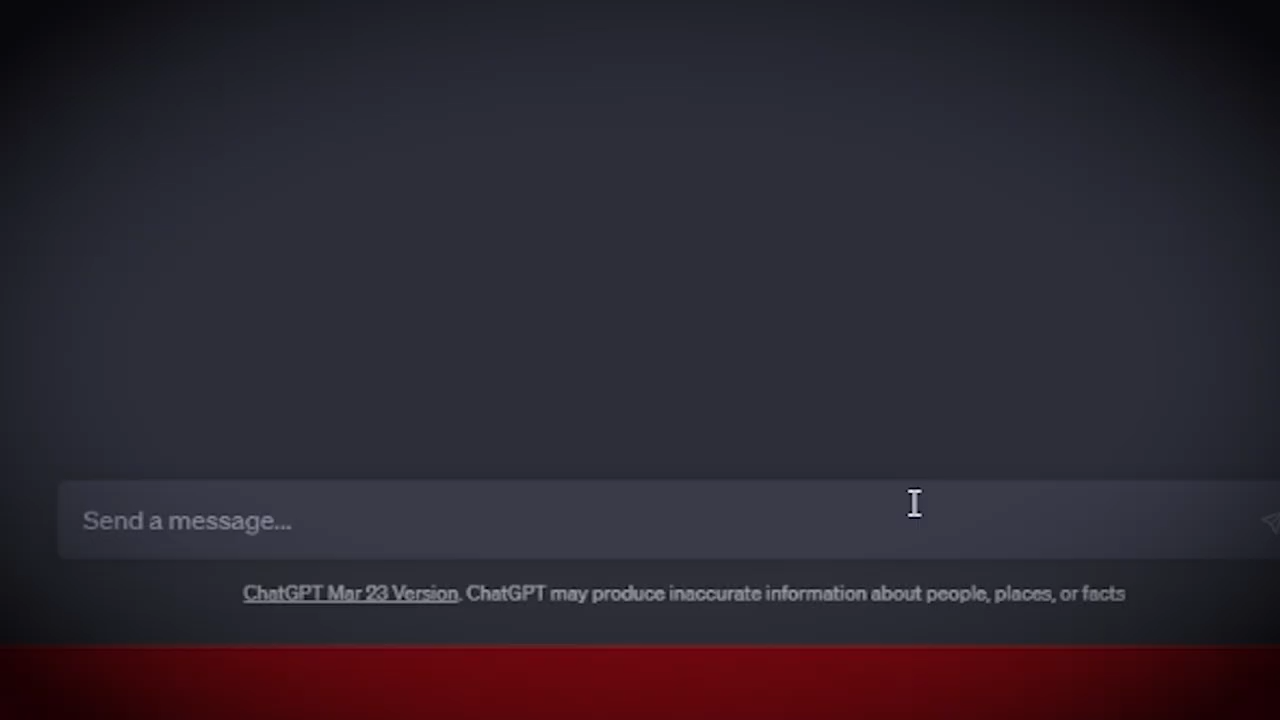 Send a message...
ChatGPT Mar 23 Version. ChatGPT may produce inaccurate information about people, places, or facts